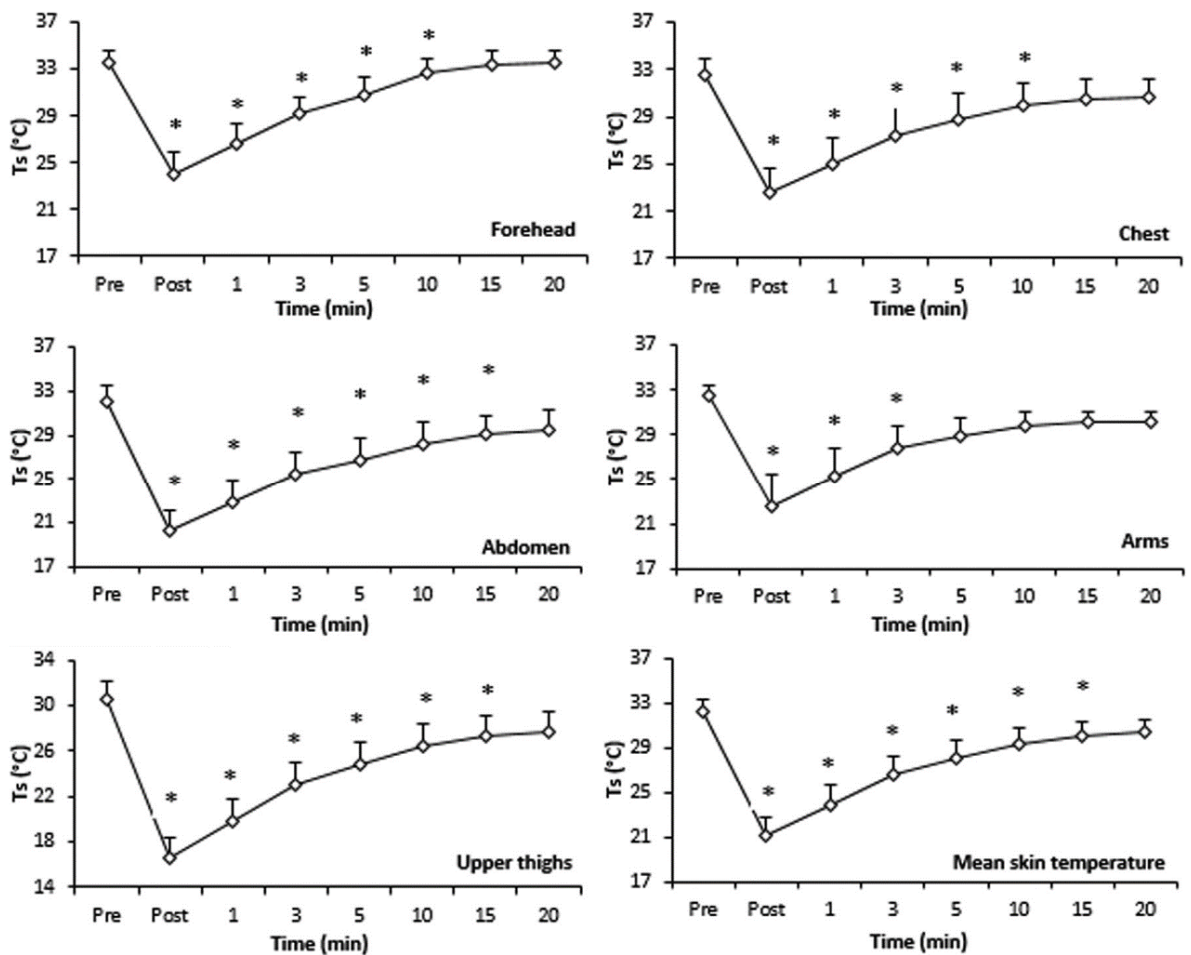 37
33
29
25
21
17
Ts (°C)
* * * * *
Forehead
Pre Post 1 3 5 10 15 20
Time (min)
37
33
29
25
21
17
Ts (°C)
* * * * *
Chest
Pre Post 1 3 5 10 15 20
Time (min)
37
33
29
25
21
17
Ts (°C)
* * * * * *
Abdomen
Pre Post 1 3 5 10 15 20
Time (min)
37
33
29
25
21
17
Ts (°C)
* * *
Arms
Pre Post 1 3 5 10 15 20
Time (min)
34
30
26
22
18
14
Ts (°C)
* * * * * *
Upper thighs
Pre Post 1 3 5 10 15 20
Time (min)
37
33
29
25
21
17
Ts (°C)
* * * * * *
Mean skin temperature
Pre Post 1 3 5 10 15 20
Time (min)